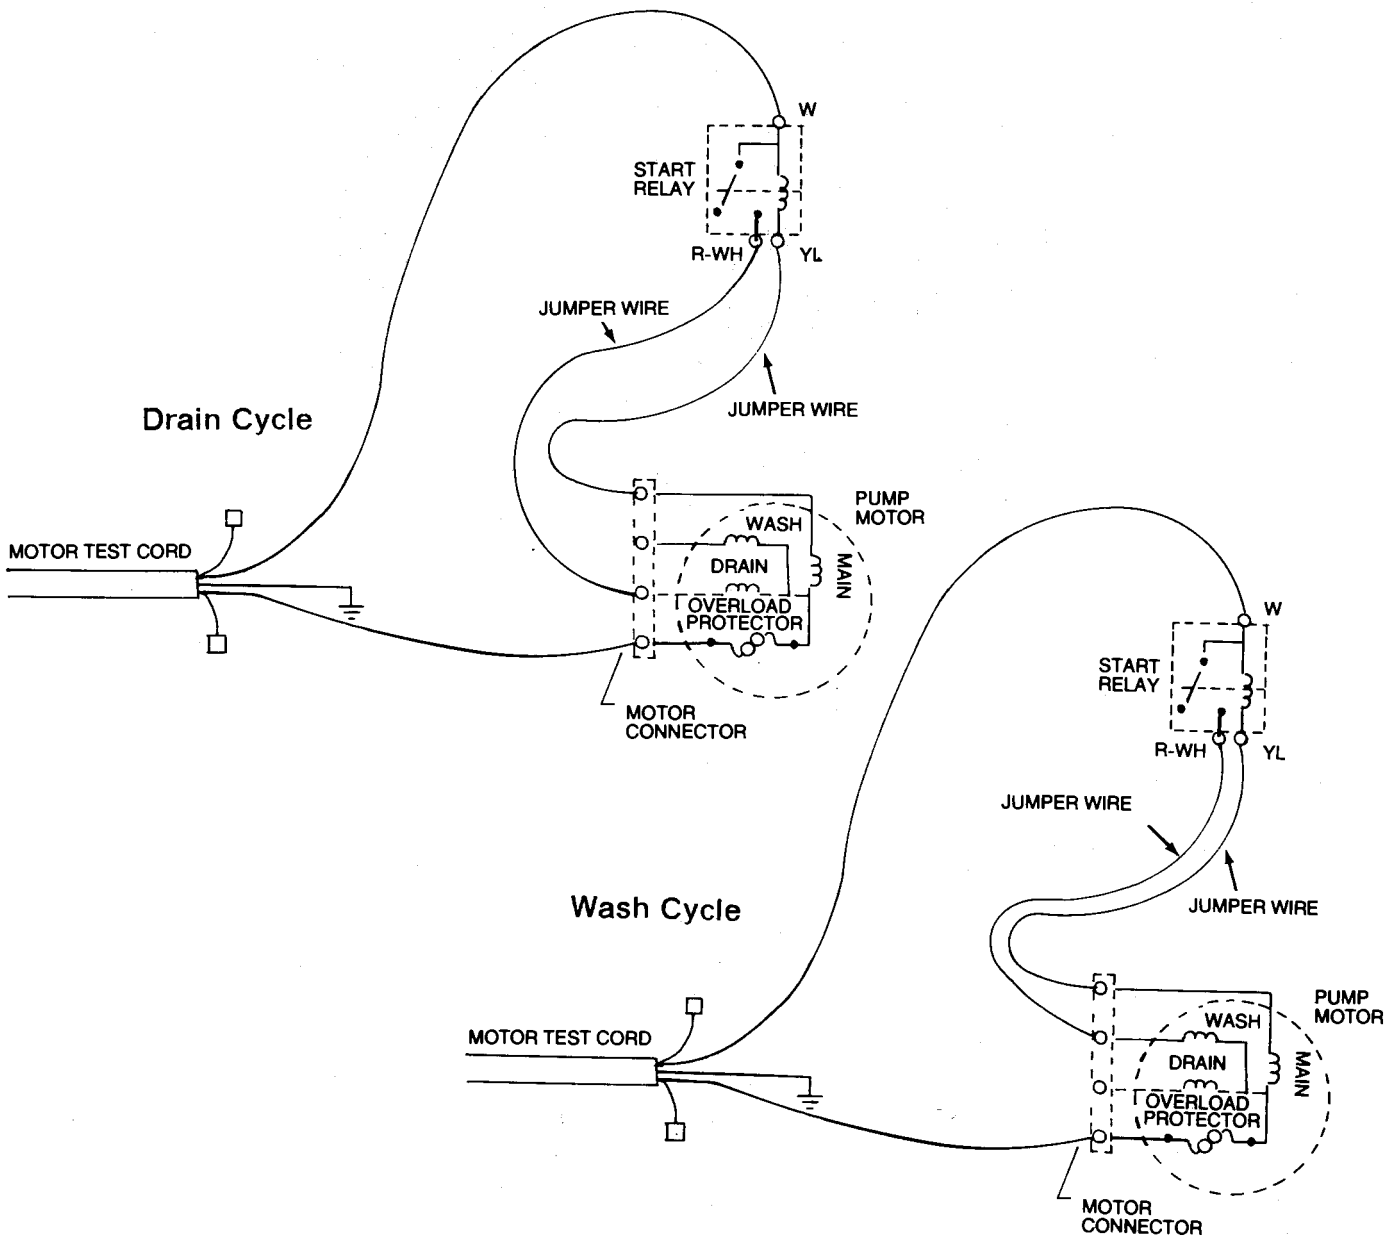 W
START
RELAY
R-WH
YL
JUMPER WIRE
JUMPER WIRE
Drain Cycle
MOTOR TEST CORD
PUMP
MOTOR
WASH
DRAIN
MAIN
OVERLOAD
PROTECTOR
MOTOR
CONNECTOR
W
START
RELAY
R-WH
YL
JUMPER WIRE
JUMPER WIRE
Wash Cycle
MOTOR TEST CORD
PUMP
MOTOR
WASH
DRAIN
MAIN
OVERLOAD
PROTECTOR
MOTOR
CONNECTOR